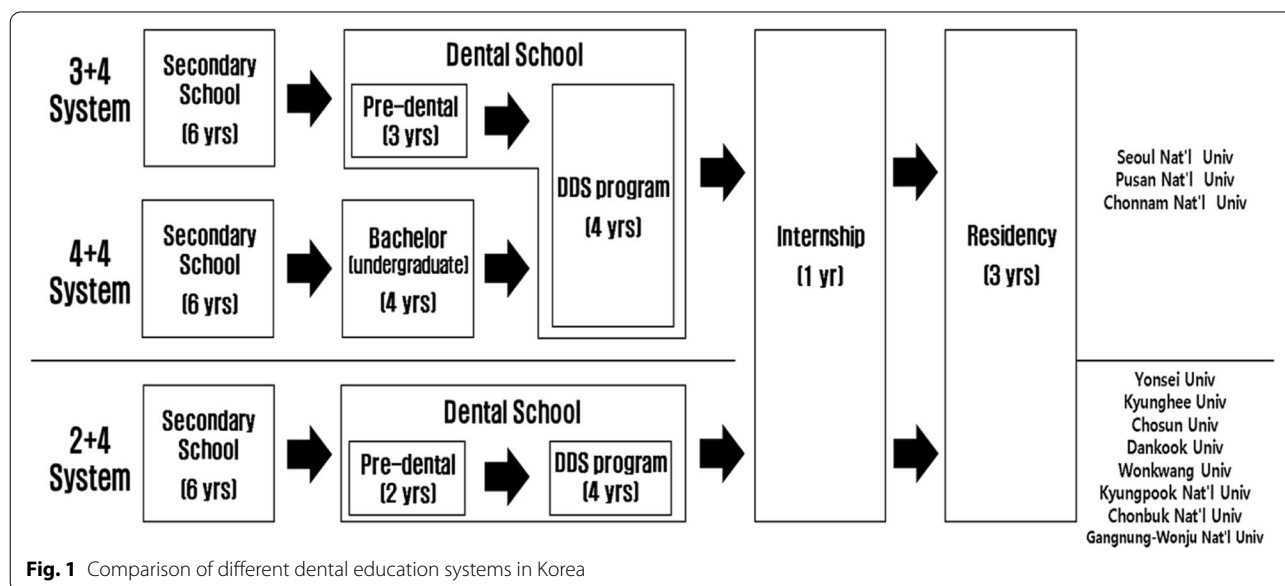 3+4
System
Secondary
School
(6 yrs)
Dental School
Pre-dental
(3 yrs)
DDS program
(4 yrs)
4+4
System
Secondary
School
(6 yrs)
Bachelor
(undergraduate)
(4 yrs)
Internship
(1 yr)
Residency
(3 yrs)
Seoul Nat'l Univ
Pusan Nat'l Univ
Chonnam Nat'l Univ
2+4
System
Secondary
School
(6 yrs)
Dental School
Pre-dental
(2 yrs)
DDS program
(4 yrs)
Yonsei Univ
Kyunghee Univ
Chosun Univ
Dankook Univ
Wonkwang Univ
Kyungpook Nat'l Univ
Chonbuk Nat'l Univ
Gangnung-Wonju Nat'l Univ
Fig. 1 Comparison of different dental education systems in Korea